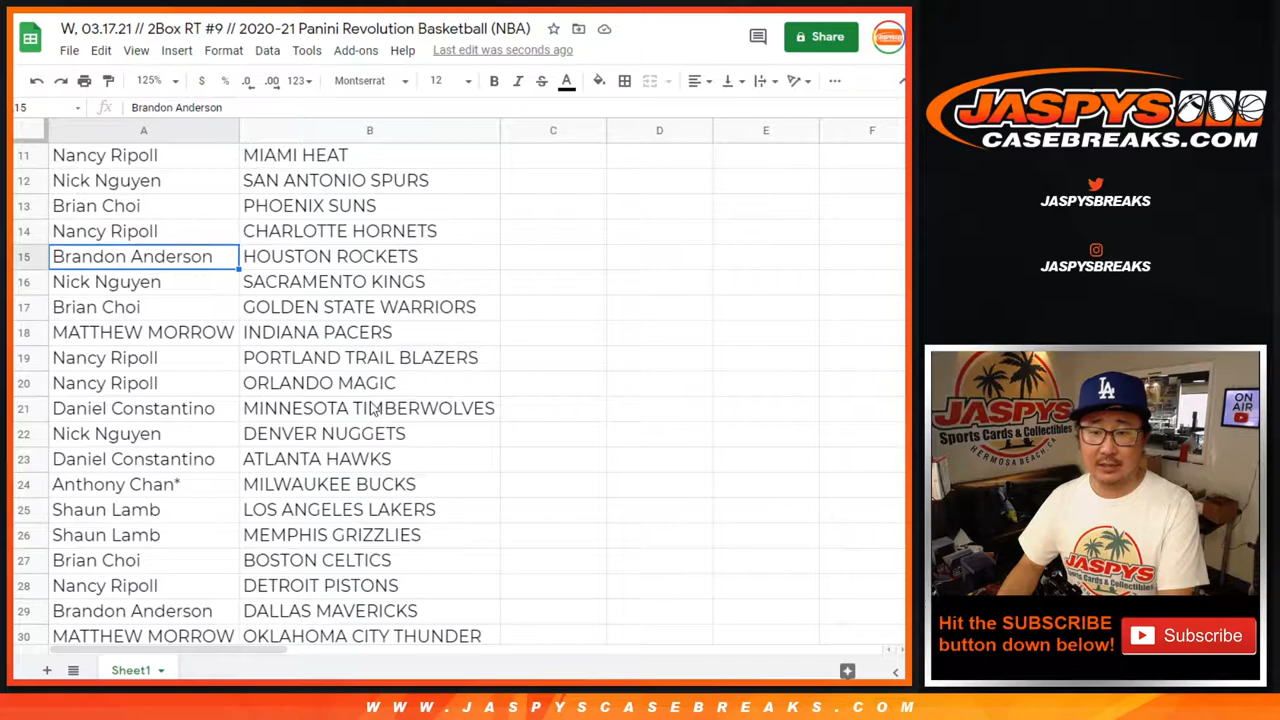 W, 03.17.21 // 2Box RT #9 // 2020-21 Panini Revolution Basketball (NBA)
File Edit View Insert Format Data Tools Add-ons Help Last edit was seconds ago
Share
125% $ % .0 .00 123 Montserrat 12 B I S A
15 fx Brandon Anderson
A B C D E F
11 Nancy Ripoll MIAMI HEAT
12 Nick Nguyen SAN ANTONIO SPURS
13 Brian Choi PHOENIX SUNS
14 Nancy Ripoll CHARLOTTE HORNETS
15 Brandon Anderson HOUSTON ROCKETS
16 Nick Nguyen SACRAMENTO KINGS
17 Brian Choi GOLDEN STATE WARRIORS
18 MATTHEW MORROW INDIANA PACERS
19 Nancy Ripoll PORTLAND TRAIL BLAZERS
20 Nancy Ripoll ORLANDO MAGIC
21 Daniel Constantino MINNESOTA TIMBERWOLVES
22 Nick Nguyen DENVER NUGGETS
23 Daniel Constantino ATLANTA HAWKS
24 Anthony Chan* MILWAUKEE BUCKS
25 Shaun Lamb LOS ANGELES LAKERS
26 Shaun Lamb MEMPHIS GRIZZLIES
27 Brian Choi BOSTON CELTICS
28 Nancy Ripoll DETROIT PISTONS
29 Brandon Anderson DALLAS MAVERICKS
30 MATTHEW MORROW OKLAHOMA CITY THUNDER
Sheet1
JASPYS
CASEBREAKS.COM
JASPYSBREAKS
JASPYSBREAKS
JASPYS
Sports Cards & Collectibles
HERMOSA BEACH, CA
ON
AIR
LA
JASPYS
Sports Cards & Collectibles
Hit the SUBSCRIBE
button down below!
Subscribe
WWW.JASPYSCASEBREAKS.COM